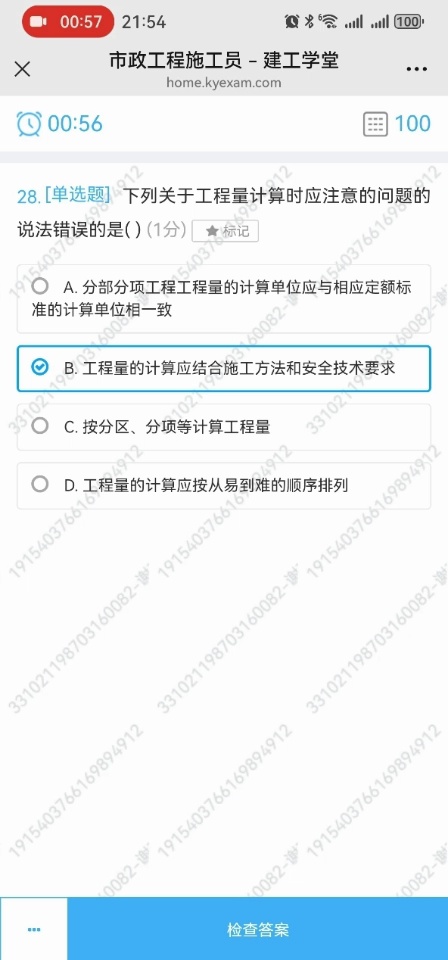 00:57 21:54 100
市政工程施工员 – 建工学堂
home.kyexam.com
00:56 100
28. [单选题] 下列关于工程量计算时应注意的问题的
说法错误的是( ) (1分) 标记
A. 分部分项工程工程量的计算单位应与相应定额标
准的计算单位相一致
B. 工程量的计算应结合施工方法和安全技术要求
C. 按分区、分项等计算工程量
D. 工程量的计算应按从易到难的顺序排列
检查答案